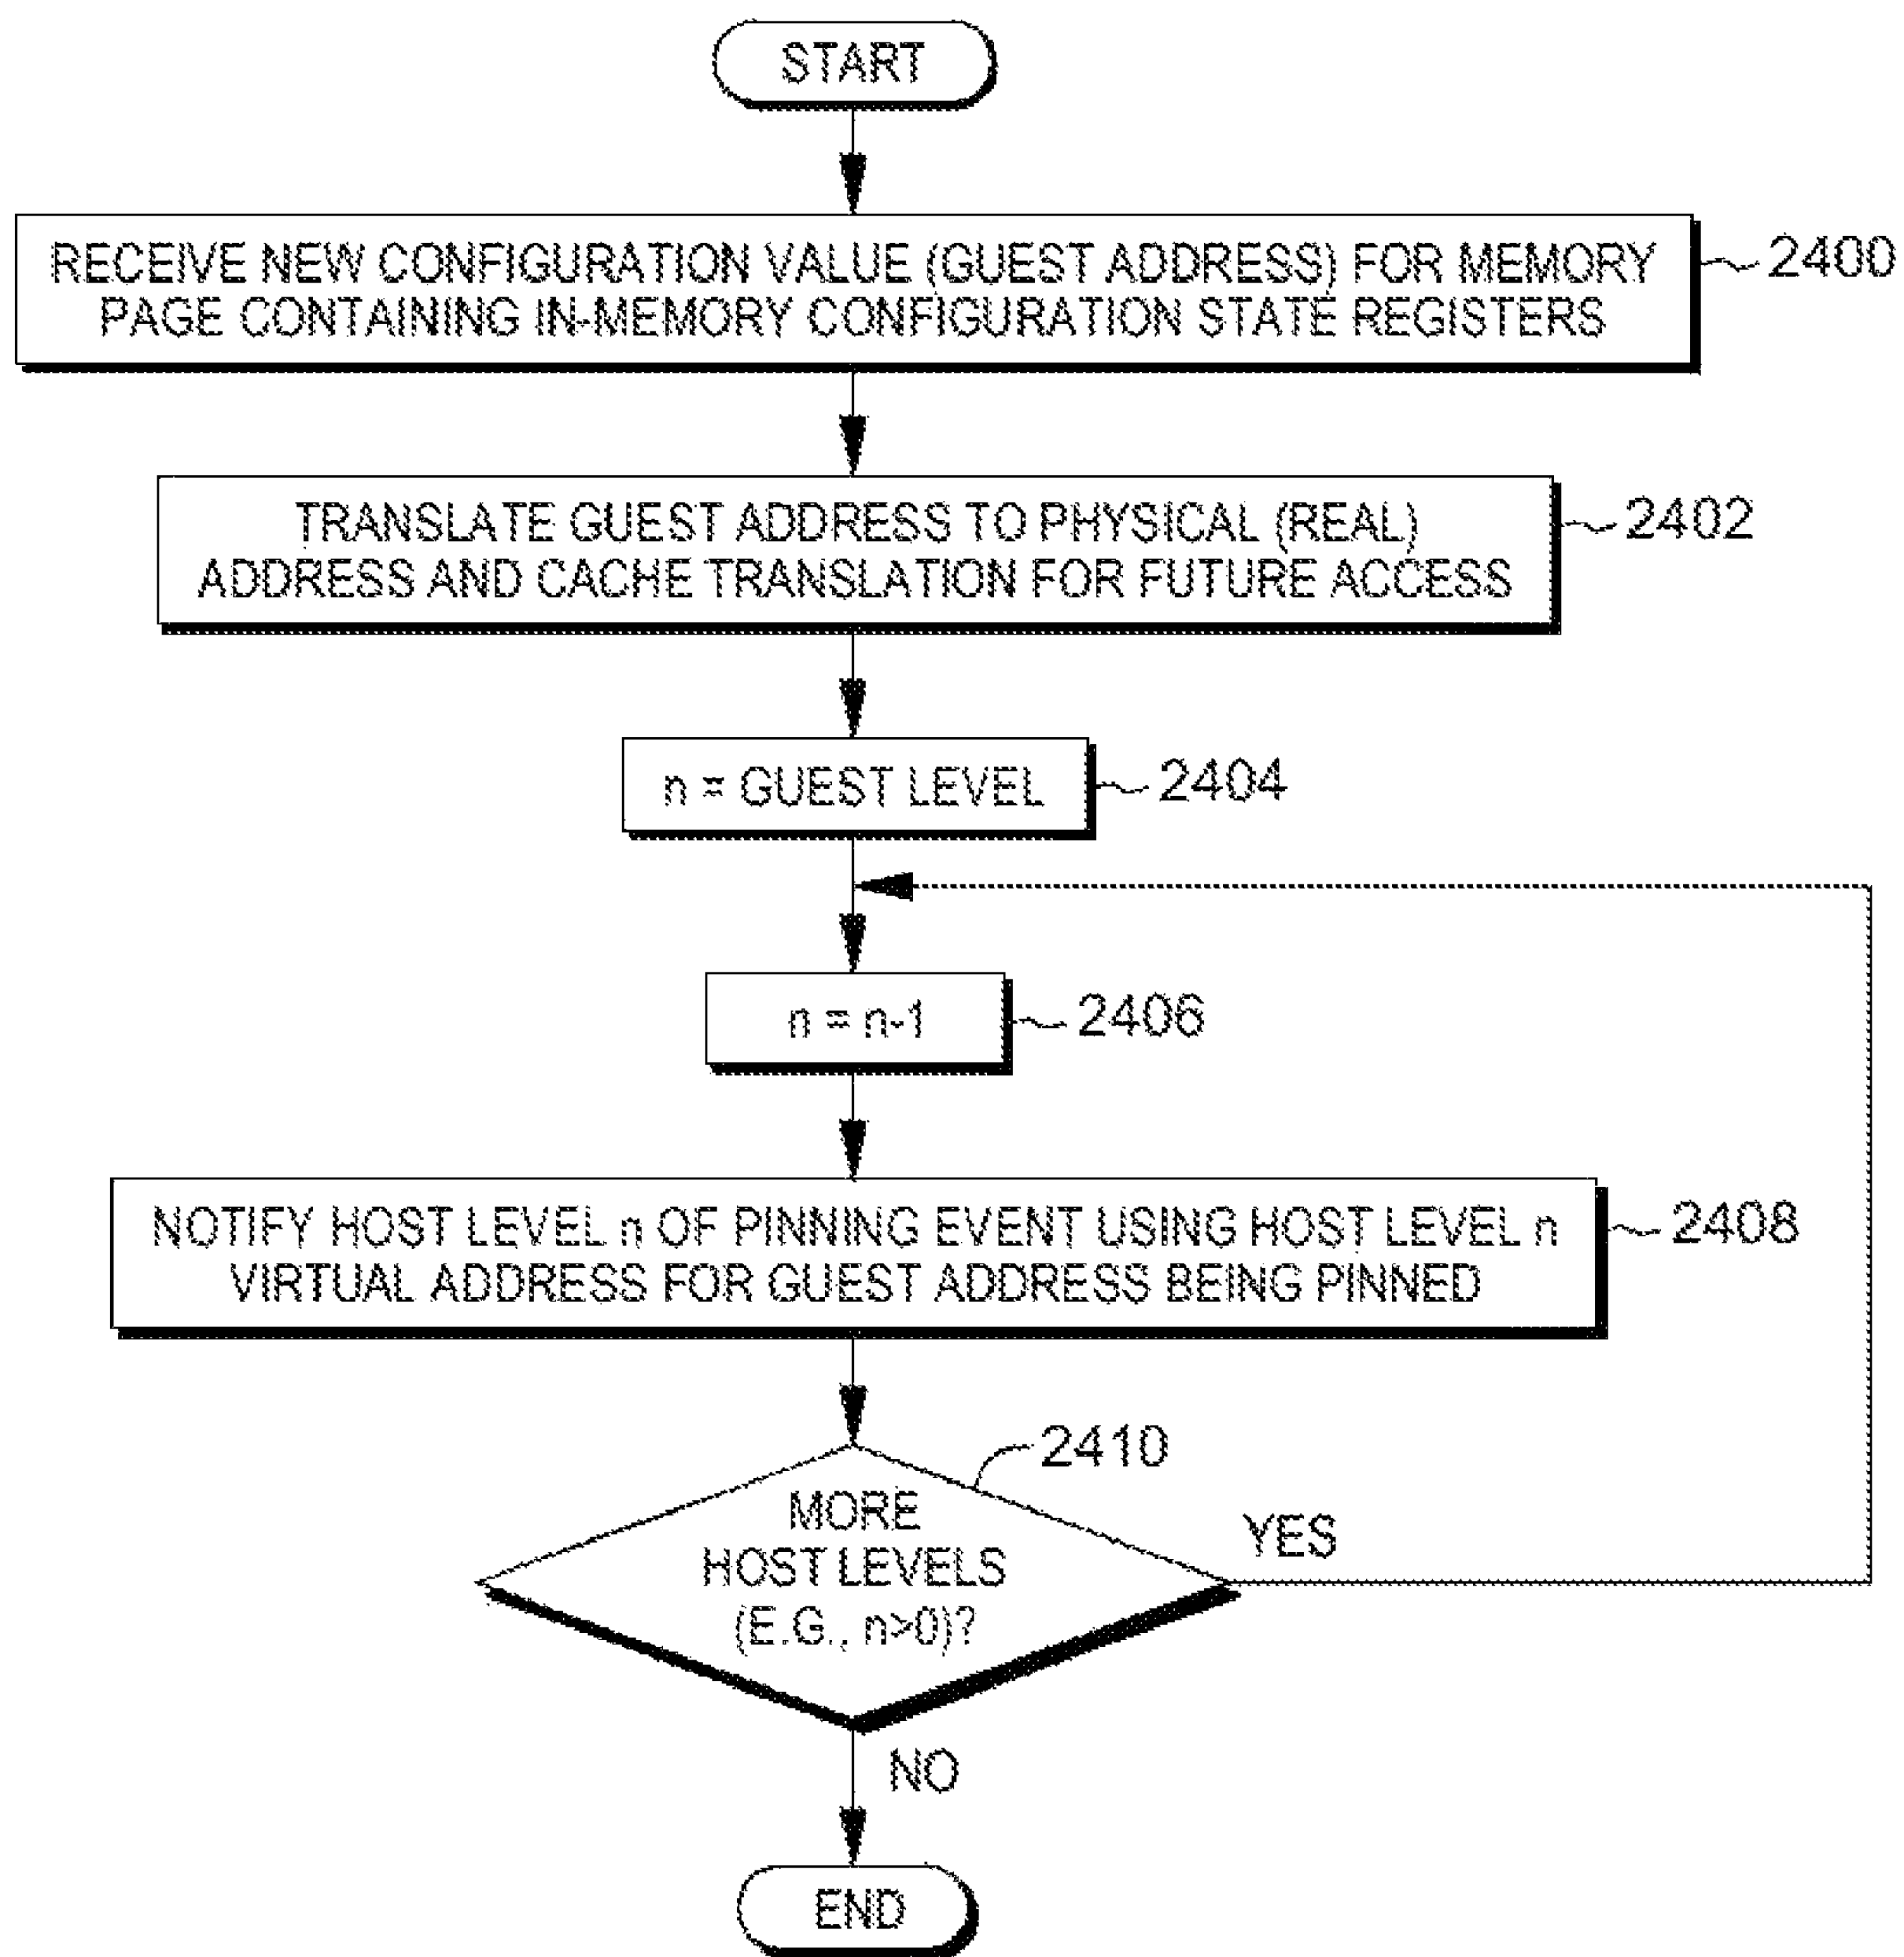 START
RECEIVE NEW CONFIGURATION VALUE (GUEST ADDRESS) FOR MEMORY
PAGE CONTAINING IN-MEMORY CONFIGURATION STATE REGISTERS
2400
TRANSLATE GUEST ADDRESS TO PHYSICAL (REAL)
ADDRESS AND CACHE TRANSLATION FOR FUTURE ACCESS
2402
n = GUEST LEVEL
2404
n = n-1
2406
NOTIFY HOST LEVEL n OF PINNING EVENT USING HOST LEVEL n
VIRTUAL ADDRESS FOR GUEST ADDRESS BEING PINNED
2408
2410
MORE
HOST LEVELS
(E.G., n>0)?
YES
NO
END